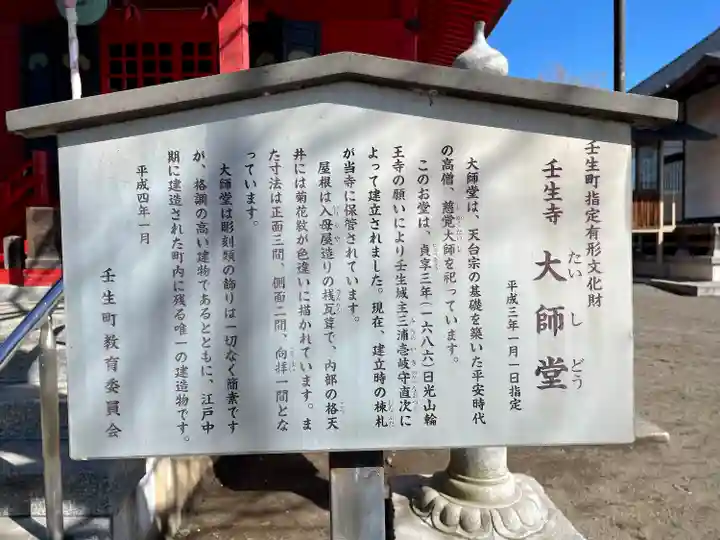 壬生町指定有形文化財
壬生寺 大師堂
たいしどう
平成三年一月一日指定
大師堂は、天台宗の基礎を築いた平安時代
の高僧、慈覚大師を祀っています。
このお堂は、貞享三年(一六八六)日光山輪
王寺の願いにより壬生城主三浦壱岐守直次に
よって建立されました。現在、建立時の棟札
が当寺に保管されています。
屋根は入母屋造りの桟瓦葺で、内部の格天
井には菊花紋が色違いに描かれています。ま
た寸法は正面三間、側面二間、向拝一間とな
っています。
大師堂は彫刻類の飾りは一切なく簡素です
が、格調の高い建物であるとともに、江戸中
期に建造された町内に残る唯一の建造物です。
平成四年一月
壬生町教育委員会